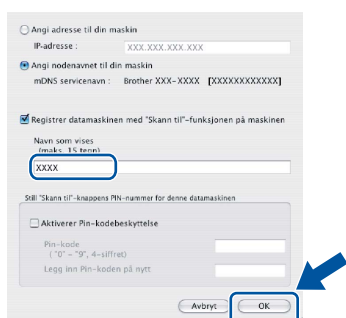 Angi adresse til din maskin
IP-adresse : XXX.XXX.XXX.XXX
Angi nodenavnet til din maskin
mDNS servicenavn : Brother XXX-XXXX [XXXXXXXXXXXX]
Registrer datamaskinen med "Skann til"-funksjonen på maskinen
Navn som vises
(maks. 15 tegn)
XXXX
Still "Skann til"-knappens PIN-nummer for denne datamaskinen
Aktiverer Pin-kodebeskyttelse
Pin-kode
( "0" - "9", 4-siffret)
Legg inn Pin-koden på nytt
Avbryt OK